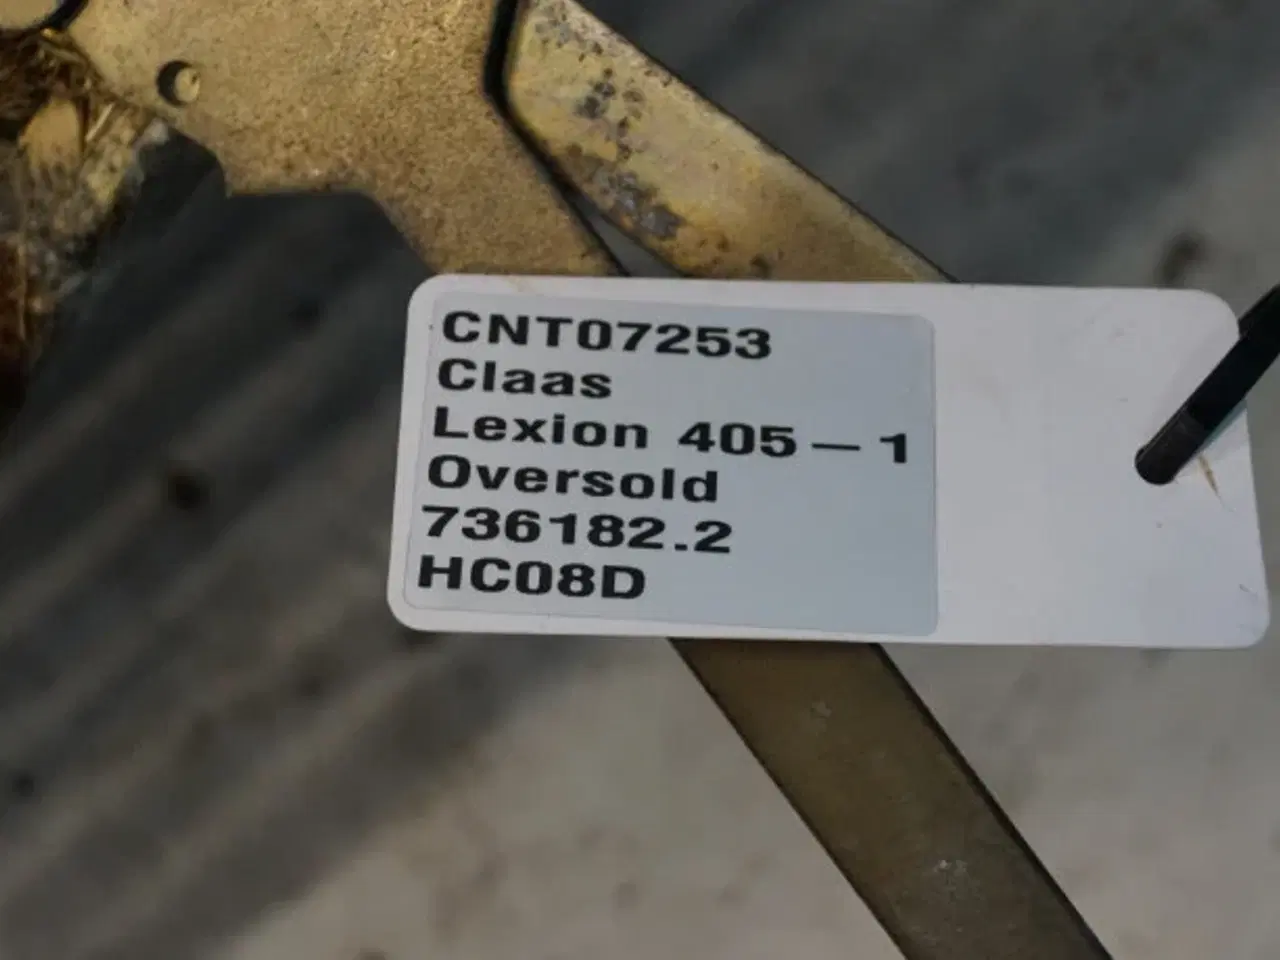 CNT07253
Claas
Lexion 405-1
Oversold
736182.2
HC08D